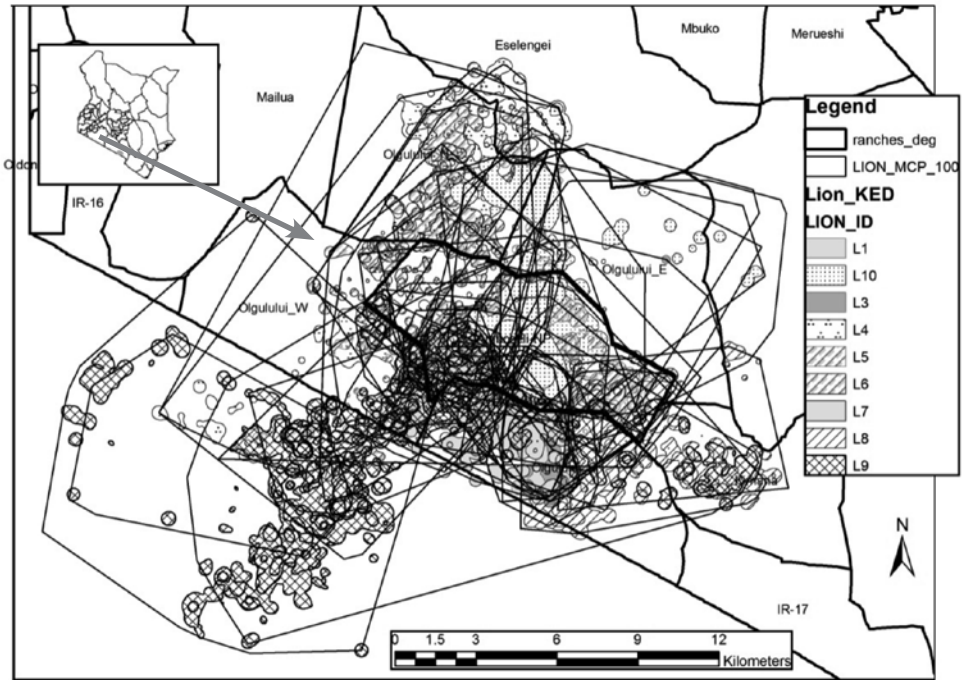 Mbuko
Merueshi
Eselengei
Mailua
IR-16
Olgulului_W
Olgulului_E
IR-17
Legend
ranches_deg
LION_MCP_100
Lion_KED
LION_ID
L1
L10
L3
L4
L5
L6
L7
L8
L9
N
0 1.5 3 6 9 12
Kilometers